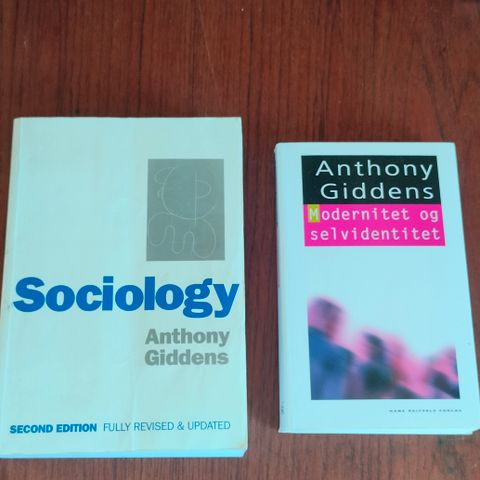 Sociology
Anthony
Giddens
SECOND EDITION FULLY REVISED & UPDATED
Anthony
Giddens
Modernitet og
selvidentitet
HANS REITZELS FORLAG